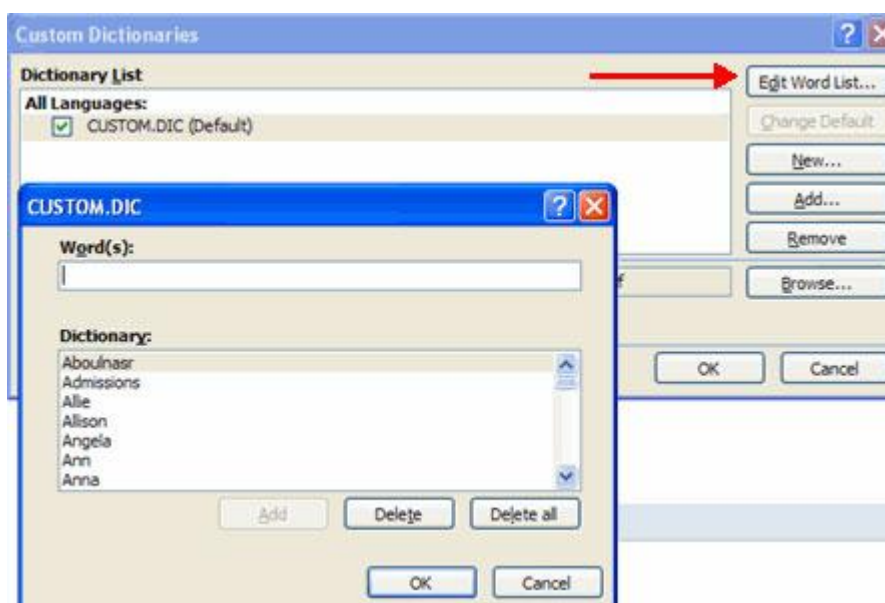 Custom Dictionaries
Dictionary List
Edit Word List...
All Languages:
CUSTOM.DIC (Default)
Change Default
New...
Add...
Remove
Browse...
OK
Cancel
CUSTOM.DIC
Word(s):
Dictionary:
Aboulnasr
Admissions
Allie
Allison
Angela
Ann
Anna
Add
Delete
Delete all
OK
Cancel